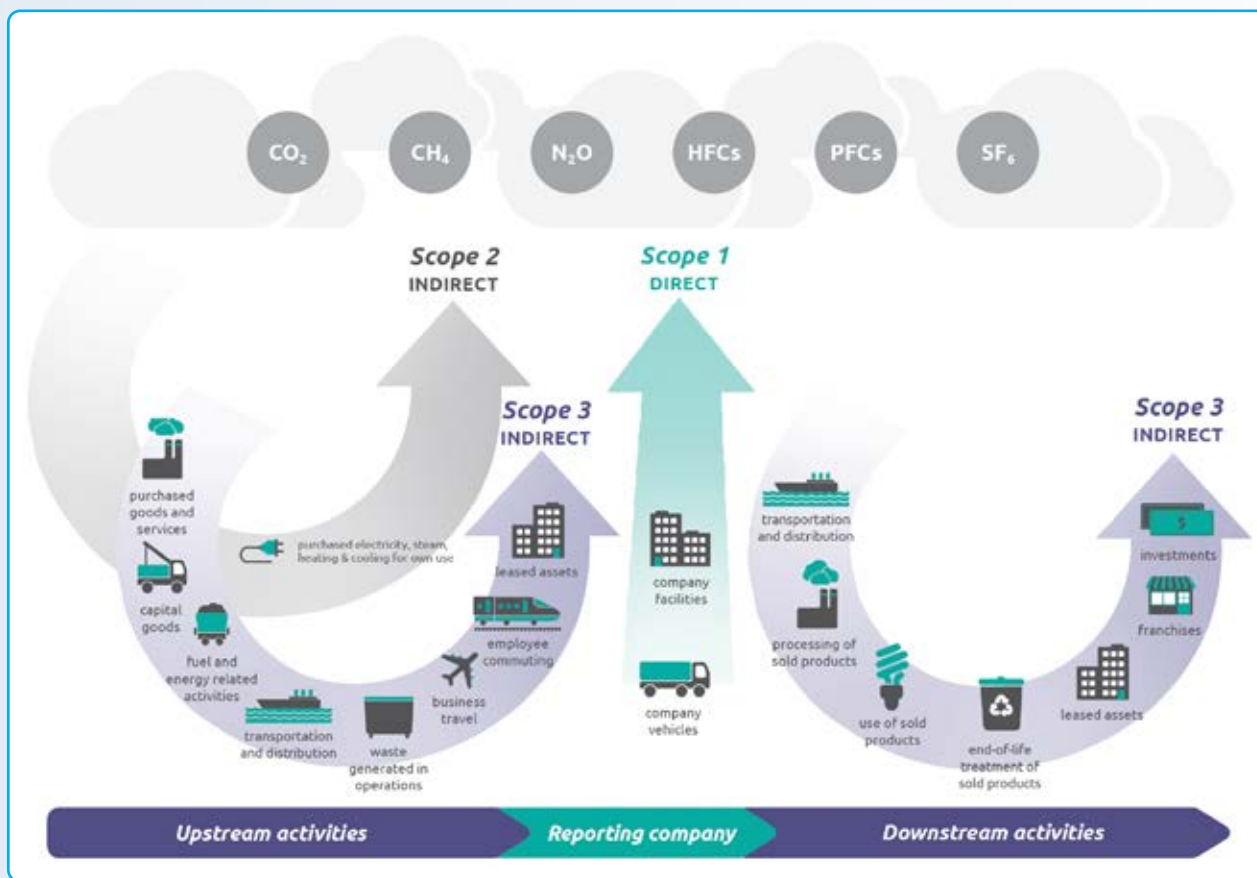 CO₂
CH₄
N₂O
HFCs
PFCs
SF₆
Scope 2
INDIRECT
Scope 1
DIRECT
Scope 3
INDIRECT
Scope 3
INDIRECT
purchased
goods and
services
capital
goods
fuel and
energy related
activities
transportation
and distribution
waste
generated in
operations
business
travel
employee
commuting
leased assets
purchased electricity, steam,
heating & cooling for own use
company
facilities
company
vehicles
transportation
and distribution
processing of
sold products
use of sold
products
end-of-life
treatment of
sold products
leased assets
franchises
investments
$
Upstream activities
Reporting company
Downstream activities